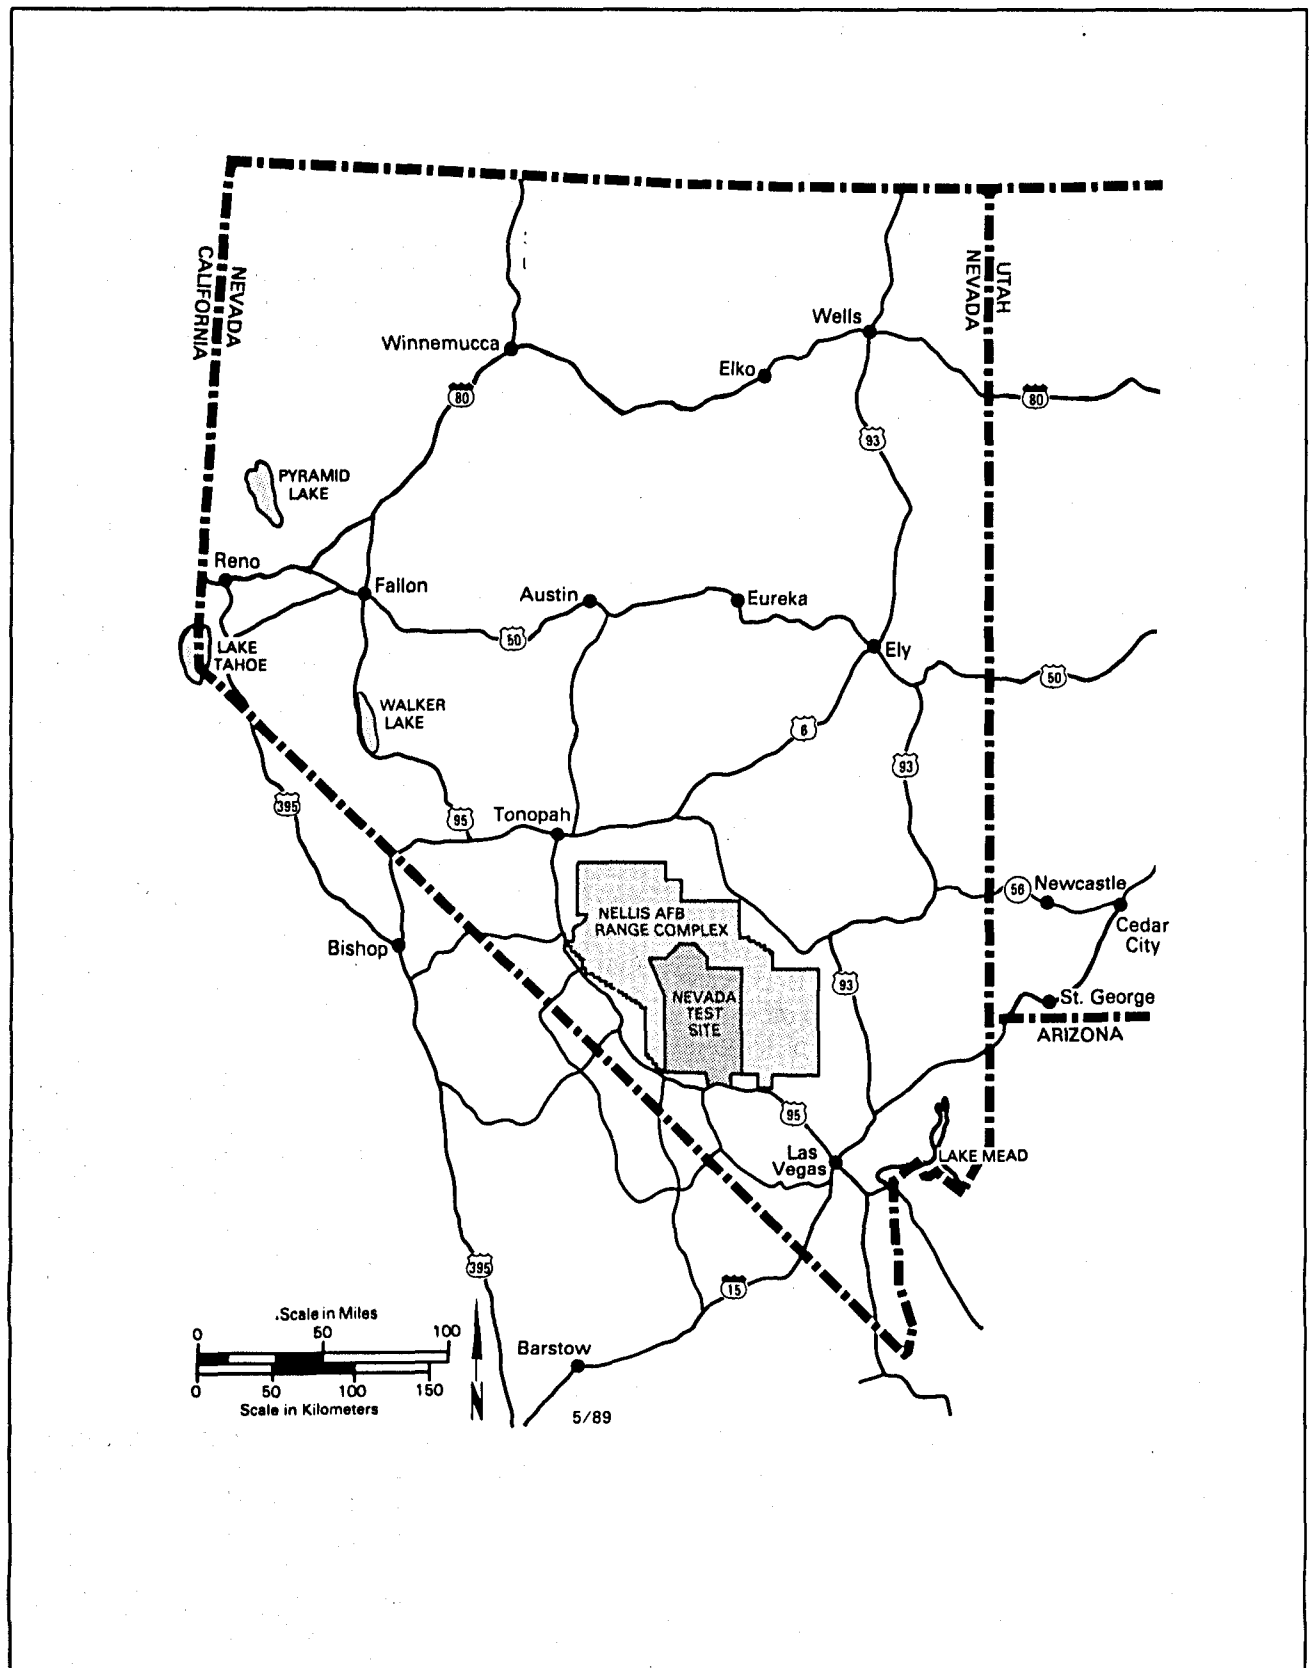 NEVADA
CALIFORNIA
UTAH
NEVADA
Wells
Winnemucca
Elko
80
80
93
PYRAMID
LAKE
Reno
Fallon
Austin
Eureka
50
Ely
LAKE
TAHOE
50
WALKER
LAKE
6
93
395
95
Tonopah
56
Newcastle
NELLIS AFB
RANGE COMPLEX
Cedar
City
Bishop
93
NEVADA
TEST
SITE
St. George
ARIZONA
95
Las
Vegas
LAKE MEAD
395
15
Scale in Miles
0
50
100
Barstow
0
50
100
150
Scale in Kilometers
N
5/89